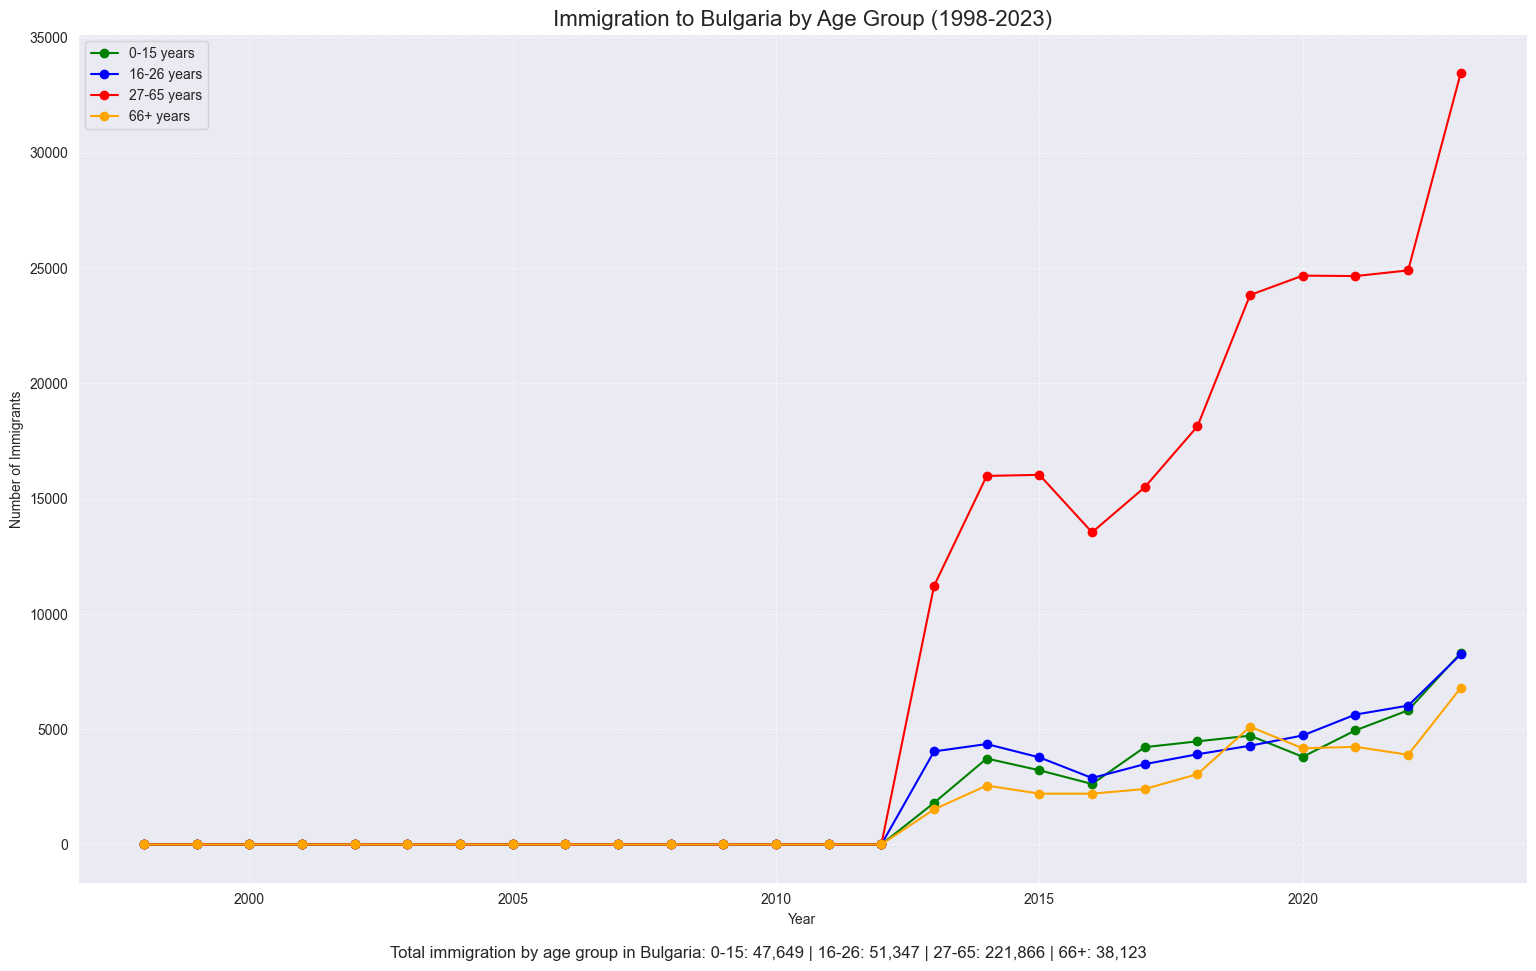 Immigration to Bulgaria by Age Group (1998-2023)
0-15 years
16-26 years
27-65 years
66+ years
35000
30000
25000
20000
15000
10000
5000
0
Number of Immigrants
2000 2005 2010 2015 2020
Year
Total immigration by age group in Bulgaria: 0-15: 47,649 | 16-26: 51,347 | 27-65: 221,866 | 66+: 38,123